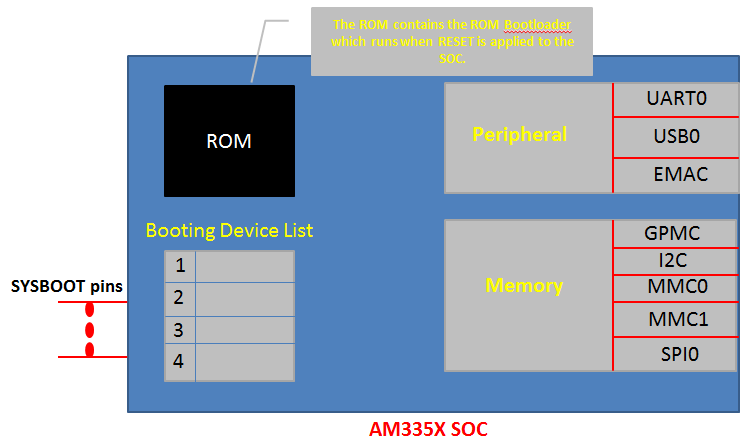 The ROM contains the ROM Bootloader
which runs when RESET is applied to the
SOC.
ROM
Peripheral
UART0
USB0
EMAC
Booting Device List
1
2
3
4
SYSBOOT pins
Memory
GPMC
I2C
MMC0
MMC1
SPI0
AM335X SOC